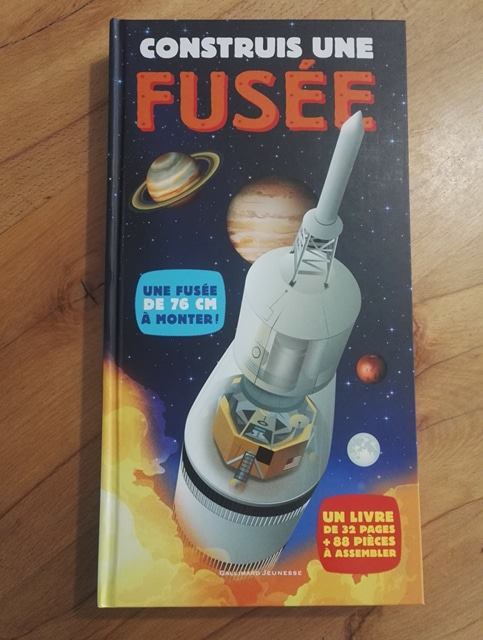 CONSTRUIS UNE
FUSÉE
UNE FUSÉE
DE 76 CM
À MONTER!
UN LIVRE
DE 32 PAGES
+ 88 PIÈCES
À ASSEMBLER
GALLIMARD JEUNESSE